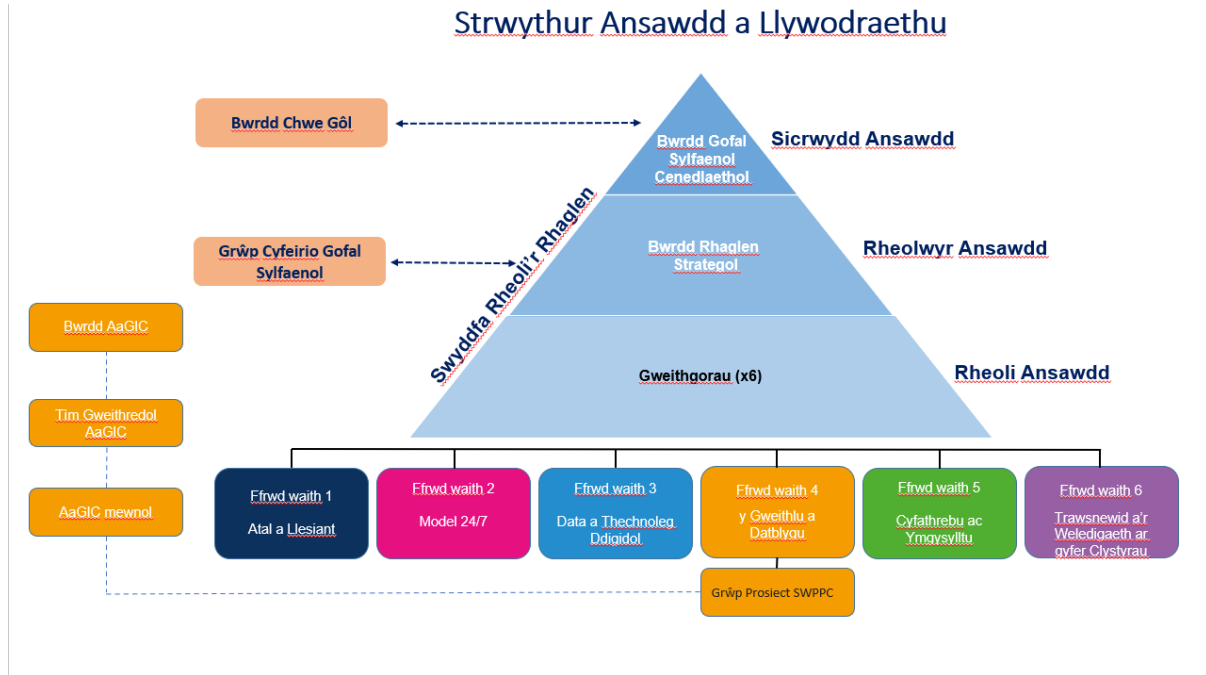 Strwythur Ansawdd a Llywodraethu
Bwrdd Chwe Gôl
Bwrdd Gofal
Sylfaenol
Cenedlaethol
Sicrwydd Ansawdd
Grŵp Cyfeirio Gofal
Sylfaenol
Swyddfa Rheoli'r Rhaglen
Bwrdd Rhaglen
Strategol
Rheolwyr Ansawdd
Bwrdd AaGIC
Gweithgorau (x6)
Rheoli Ansawdd
Tim Gweithredol
AaGIC
AaGIC mewnol
Ffrwd waith 1
Atal a Llesiant
Ffrwd waith 2
Model 24/7
Ffrwd waith 3
Data a Thechnoleg
Ddigidol
Ffrwd waith 4
y Gweithlu a
Datblygu
Ffrwd waith 5
Cyfathrebu ac
Ymgysylltu
Ffrwd waith 6
Trawsnewid a'r
Weledigaeth ar
gyfer Clystyrau
Grŵp Prosiect SWPPC